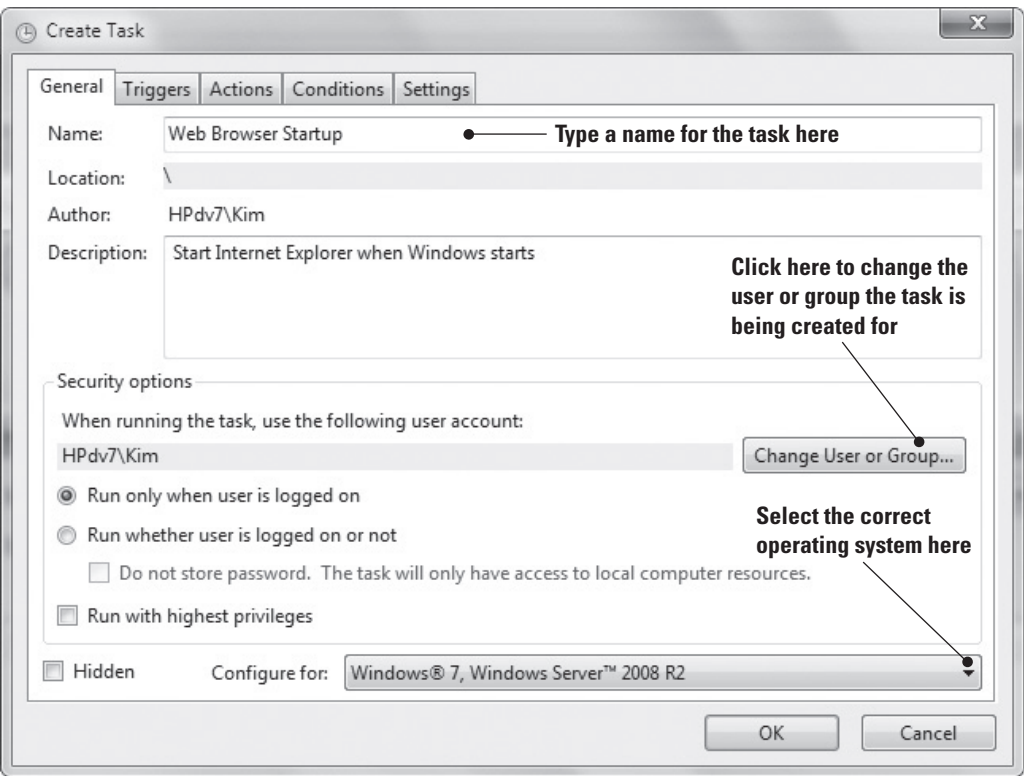 Create Task
General Triggers Actions Conditions Settings
Name: Web Browser Startup Type a name for the task here
Location: \
Author: HPdv7\Kim
Description: Start Internet Explorer when Windows starts
Click here to change the
user or group the task is
being created for
Security options
When running the task, use the following user account:
HPdv7\Kim Change User or Group...
Run only when user is logged on
Run whether user is logged on or not
Select the correct
operating system here
Do not store password. The task will only have access to local computer resources.
Run with highest privileges
Hidden Configure for: Windows® 7, Windows Server™ 2008 R2
OK Cancel